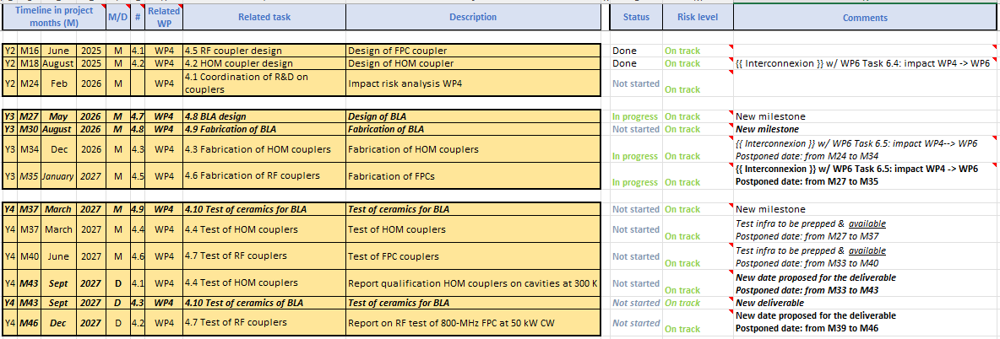 Timeline in project months (M) M/D # Related WP Related task Description Status Risk level Comments
Y2 M16 June 2025 M 4.1 WP4 4.5 RF coupler design Design of FPC coupler Done On track
Y2 M18 August 2025 M 4.2 WP4 4.2 HOM coupler design Design of HOM coupler Done On track {{ Interconnexion }} w/ WP6 Task 6.4: impact WP4 -> WP6
Y2 M24 Feb 2026 M WP4 4.1 Coordination of R&D on couplers Impact risk analysis WP4 Not started On track
Y3 M27 May 2026 M 4.7 WP4 4.8 BLA design Design of BLA In progress On track New milestone
Y3 M30 August 2026 M 4.8 WP4 4.9 Fabrication of BLA Fabrication of BLA Not started On track New milestone
Y3 M34 Dec 2026 M 4.3 WP4 4.3 Fabrication of HOM couplers Fabrication of HOM couplers In progress On track {{ Interconnexion }} w/ WP6 Task 6.5: impact WP4--> WP6
Postponed date: from M24 to M34
Y3 M35 January 2027 M 4.5 WP4 4.6 Fabrication of RF couplers Fabrication of FPCs In progress On track {{ Interconnexion }} w/ WP6 Task 6.5: impact WP4 -> WP6
Postponed date: from M27 to M35
Y4 M37 March 2027 M 4.9 WP4 4.10 Test of ceramics for BLA Test of ceramics for BLA Not started On track New milestone
Y4 M37 March 2027 M 4.4 WP4 4.4 Test of HOM couplers Test of HOM couplers Not started On track Test infra to be prepped & available
Postponed date: from M27 to M37
Y4 M40 June 2027 M 4.6 WP4 4.7 Test of RF couplers Test of FPC couplers Not started On track Test infra to be prepped & available
Postponed date: from M33 to M40
Y4 M43 Sept 2027 D 4.1 WP4 4.4 Test of HOM couplers Report qualification HOM couplers on cavities at 300 K Not started On track New date proposed for the deliverable
Postponed date: from M33 to M43
Y4 M43 Sept 2027 D 4.3 WP4 4.10 Test of ceramics of BLA Test of ceramics for BLA Not started On track New deliverable
Y4 M46 Dec 2027 D 4.2 WP4 4.7 Test of RF couplers Report on RF test of 800-MHz FPC at 50 kW CW Not started On track New date proposed for the deliverable
Postponed date: from M39 to M46